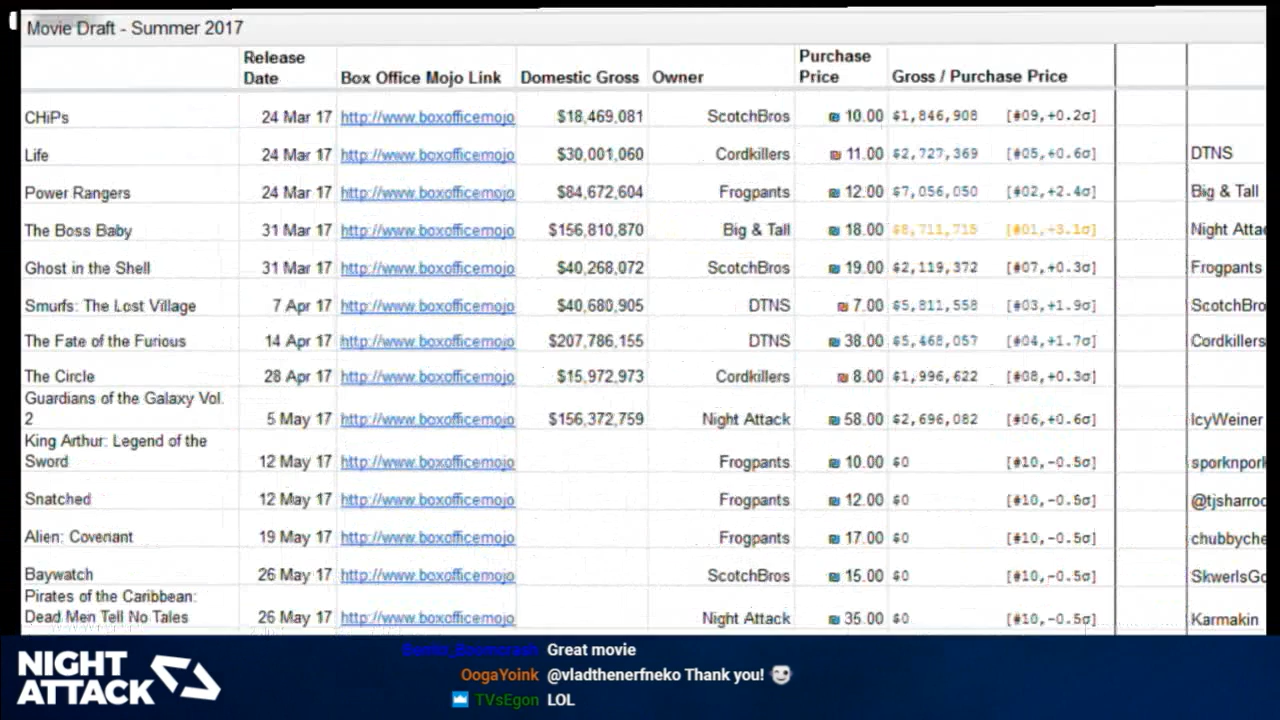 Movie Draft - Summer 2017
Release Date Box Office Mojo Link Domestic Gross Owner Purchase Price Gross / Purchase Price
CHiPs 24 Mar 17 http://www.boxofficemojo $18,469,081 ScotchBros ₪ 10.00 $1,846,908 [#09,+0.2σ]
Life 24 Mar 17 http://www.boxofficemojo $30,001,060 Cordkillers ₪ 11.00 $2,727,369 [#05,+0.6σ] DTNS
Power Rangers 24 Mar 17 http://www.boxofficemojo $84,672,604 Frogpants ₪ 12.00 $7,056,050 [#02,+2.4σ] Big & Tall
The Boss Baby 31 Mar 17 http://www.boxofficemojo $156,810,870 Big & Tall ₪ 18.00 $8,711,715 [#01,+3.1σ] Night Attac
Ghost in the Shell 31 Mar 17 http://www.boxofficemojo $40,268,072 ScotchBros ₪ 19.00 $2,119,372 [#07,+0.3σ] Frogpants
Smurfs: The Lost Village 7 Apr 17 http://www.boxofficemojo $40,680,905 DTNS ₪ 7.00 $5,811,558 [#03,+1.9σ] ScotchBro
The Fate of the Furious 14 Apr 17 http://www.boxofficemojo $207,786,155 DTNS ₪ 38.00 $5,468,057 [#04,+1.7σ] Cordkillers
The Circle 28 Apr 17 http://www.boxofficemojo $15,972,973 Cordkillers ₪ 8.00 $1,996,622 [#08,+0.3σ]
Guardians of the Galaxy Vol.
2 5 May 17 http://www.boxofficemojo $156,372,759 Night Attack ₪ 58.00 $2,696,082 [#06,+0.6σ] IcyWeiner
King Arthur: Legend of the
Sword 12 May 17 http://www.boxofficemojo Frogpants ₪ 10.00 $0 [#10,-0.5σ] sporknpork
Snatched 12 May 17 http://www.boxofficemojo Frogpants ₪ 12.00 $0 [#10,-0.5σ] @tjsharroc
Alien: Covenant 19 May 17 http://www.boxofficemojo Frogpants ₪ 17.00 $0 [#10,-0.5σ] chubbyche
Baywatch 26 May 17 http://www.boxofficemojo ScotchBros ₪ 15.00 $0 [#10,-0.5σ] SkwerlsGo
Pirates of the Caribbean:
Dead Men Tell No Tales 26 May 17 http://www.boxofficemojo Night Attack ₪ 35.00 $0 [#10,-0.5σ] Karmakin
NIGHT
ATTACK
Great movie
OogaYoink @vladthenerfneko Thank you!
TVsEgon LOL